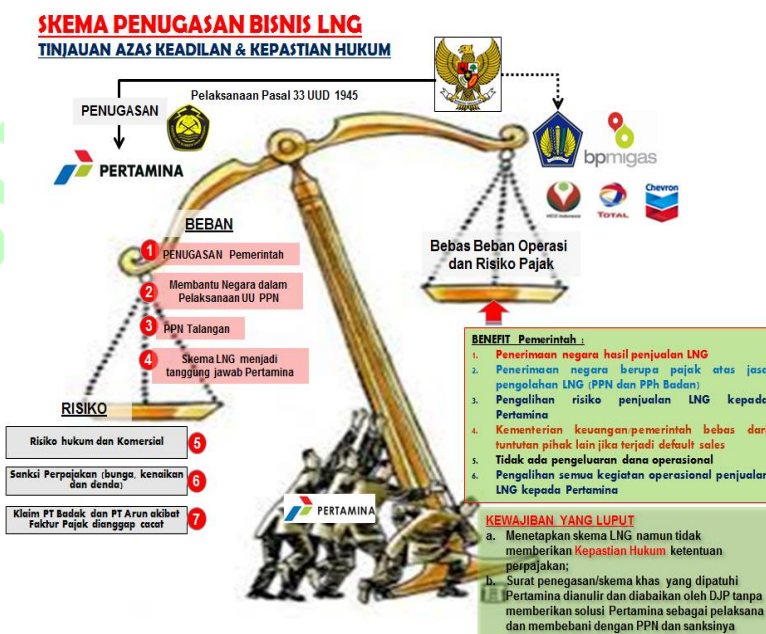 SKEMA PENUGASAN BISNIS LNG
TINJAUAN AZAS KEADILAN & KEPASTIAN HUKUM
Pelaksanaan Pasal 33 UUD 1945
PENUGASAN
PERTAMINA
bpmigas
TOTAL
Chevron
BEBAN
1 PENUGASAN Pemerintah
2 Membantu Negara dalam
Pelaksanaan UU PPN
3 PPN Talangan
4 Skema LNG menjadi
tanggung jawab Pertamina
Bebas Beban Operasi
dan Risiko Pajak
RISIKO
Risiko hukum dan Komersial 5
Sanksi Perpajakan (bunga, kenaikan
dan denda) 6
Klaim PT Badak dan PT Arun akibat
Faktur Pajak dianggap cacat 7
PERTAMINA
BENEFIT Pemerintah :
1. Penerimaan negara hasil penjualan LNG
2. Penerimaan negara berupa pajak atas jasa
pengolahan LNG (PPN dan PPh Badan)
3. Pengalihan risiko penjualan LNG kepada
Pertamina
4. Kementerian keuangan/pemerintah bebas dari
tuntutan pihak lain jika terjadi default sales
5. Tidak ada pengeluaran dana operasional
6. Pengalihan semua kegiatan operasional penjualan
LNG kepada Pertamina
KEWAJIBAN YANG LUPUT
a. Menetapkan skema LNG namun tidak
memberikan Kepastian Hukum ketentuan
perpajakan;
b. Surat penegasan/skema khas yang dipatuhi
Pertamina dianulir dan diabaikan oleh DJP tanpa
memberikan solusi Pertamina sebagai pelaksana
dan membebani dengan PPN dan sanksinya